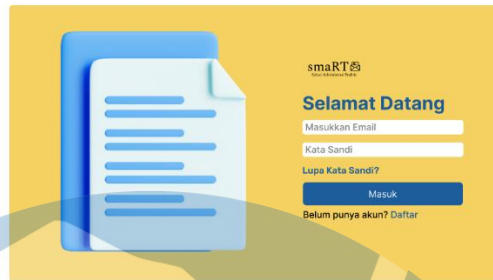 smaRT
Selamat Datang
Masukkan Email
Kata Sandi
Lupa Kata Sandi?
Masuk
Belum punya akun? Daftar